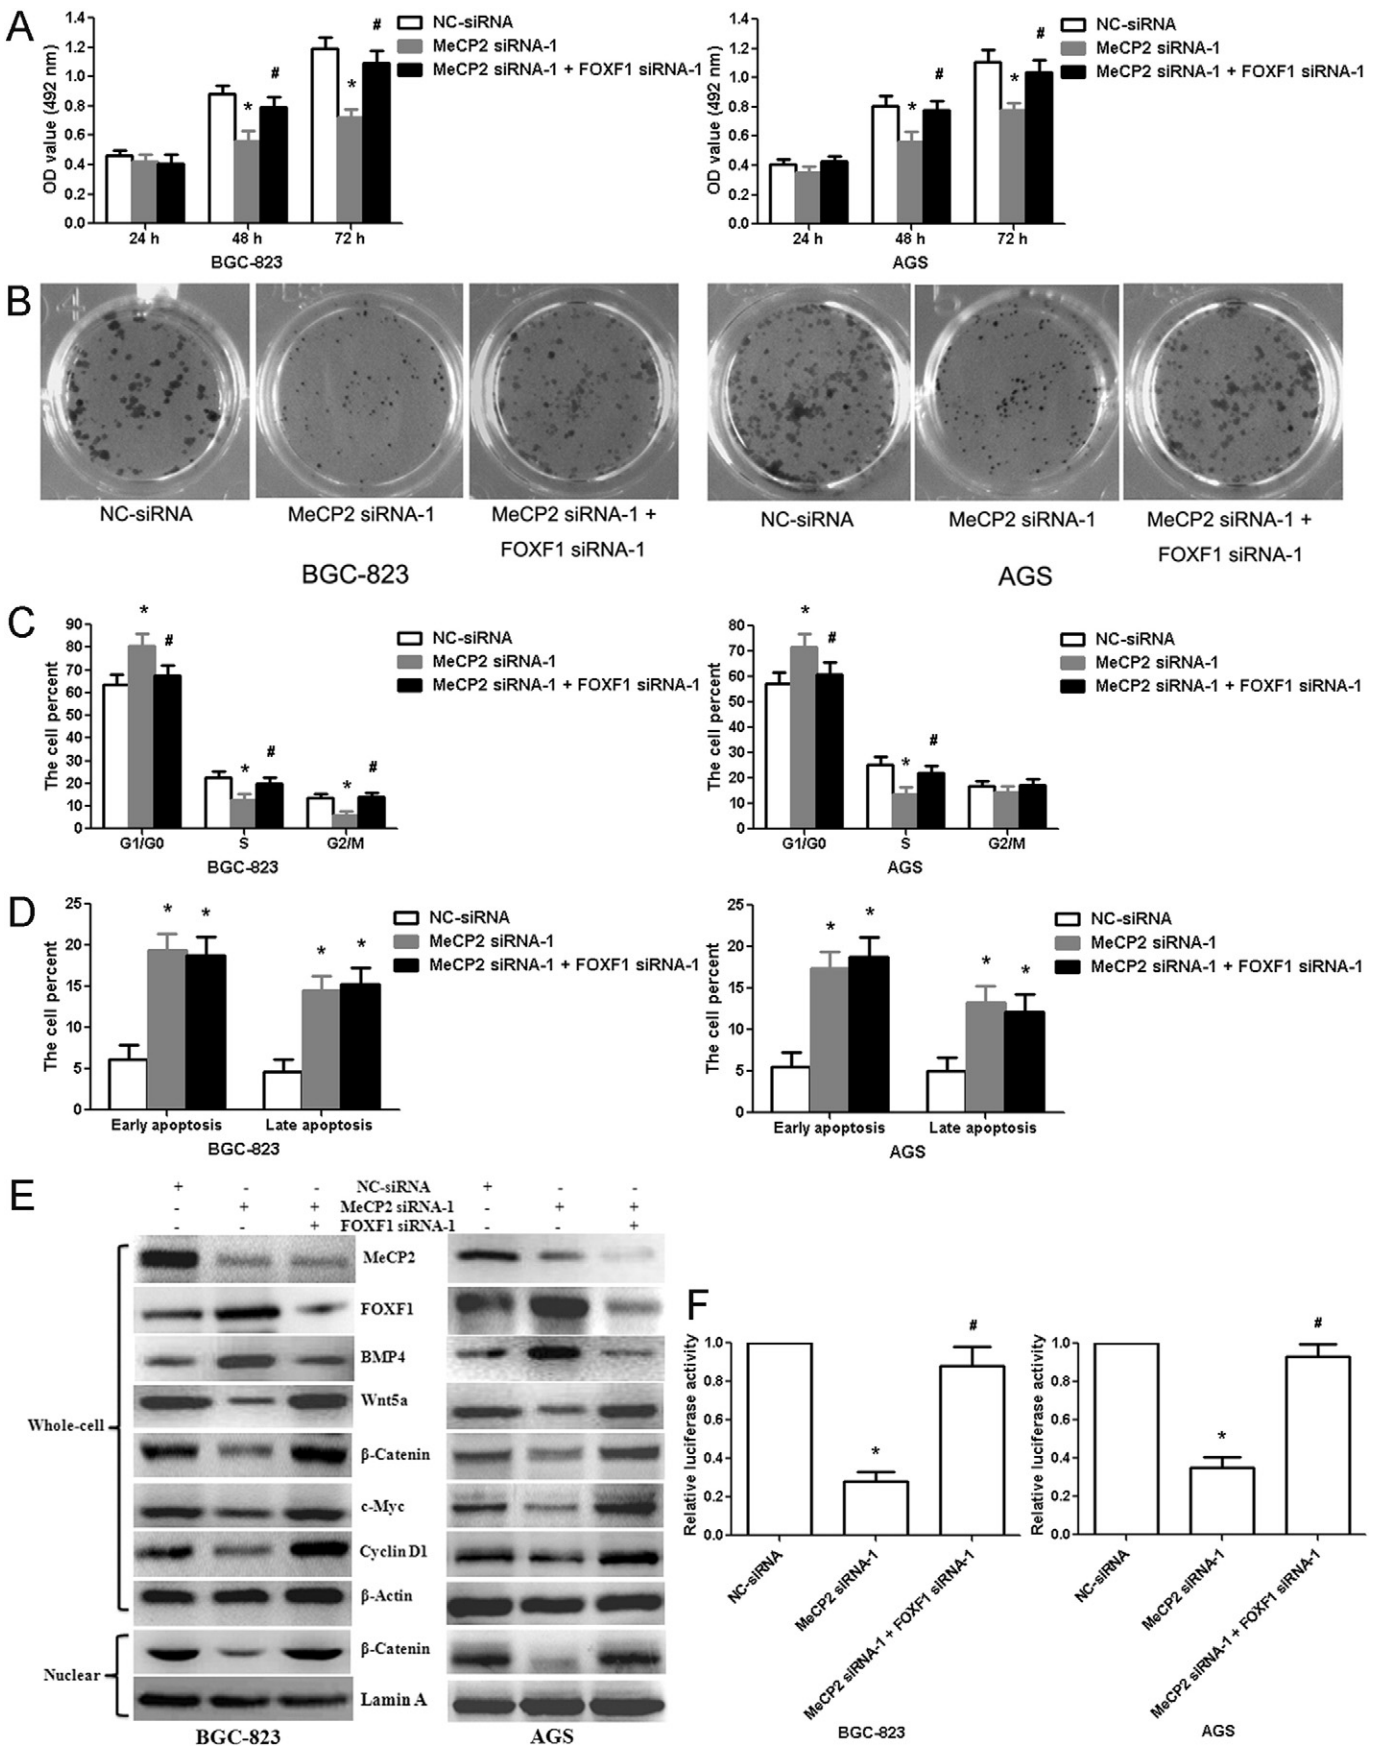 A
1.4
1.2
1.0
0.8
0.6
0.4
0.2
0.0
OD value (492 nm)
24 h
48 h
72 h
BGC-823
*
#
*
#
NC-siRNA
MeCP2 siRNA-1
MeCP2 siRNA-1 + FOXF1 siRNA-1
1.4
1.2
1.0
0.8
0.6
0.4
0.2
0.0
OD value (492 nm)
24 h
48 h
72 h
AGS
*
#
*
#
NC-siRNA
MeCP2 siRNA-1
MeCP2 siRNA-1 + FOXF1 siRNA-1
B
NC-siRNA
MeCP2 siRNA-1
MeCP2 siRNA-1 +
FOXF1 siRNA-1
BGC-823
NC-siRNA
MeCP2 siRNA-1
MeCP2 siRNA-1 +
FOXF1 siRNA-1
AGS
C
90
80
70
60
50
40
30
20
10
0
The cell percent
G1/G0
S
G2/M
BGC-823
*
#
*
#
*
#
NC-siRNA
MeCP2 siRNA-1
MeCP2 siRNA-1 + FOXF1 siRNA-1
80
70
60
50
40
30
20
10
0
The cell percent
G1/G0
S
G2/M
AGS
*
#
*
#
NC-siRNA
MeCP2 siRNA-1
MeCP2 siRNA-1 + FOXF1 siRNA-1
D
25
20
15
10
5
0
The cell percent
Early apoptosis
Late apoptosis
BGC-823
*
*
*
*
NC-siRNA
MeCP2 siRNA-1
MeCP2 siRNA-1 + FOXF1 siRNA-1
25
20
15
10
5
0
The cell percent
Early apoptosis
Late apoptosis
AGS
*
*
*
*
NC-siRNA
MeCP2 siRNA-1
MeCP2 siRNA-1 + FOXF1 siRNA-1
E
+ - - NC-siRNA + - -
- + + MeCP2 siRNA-1 - + +
- - + FOXF1 siRNA-1 - - +
MeCP2
FOXF1
BMP4
Wnt5a
Whole-cell
β-Catenin
c-Myc
Cyclin D1
β-Actin
β-Catenin
Nuclear
Lamin A
BGC-823
AGS
F
1.0
0.8
0.6
0.4
0.2
0.0
Relative luciferase activity
*
#
NC-siRNA
MeCP2 siRNA-1
MeCP2 siRNA-1 + FOXF1 siRNA-1
BGC-823
1.0
0.8
0.6
0.4
0.2
0.0
Relative luciferase activity
*
#
NC-siRNA
MeCP2 siRNA-1
MeCP2 siRNA-1 + FOXF1 siRNA-1
AGS